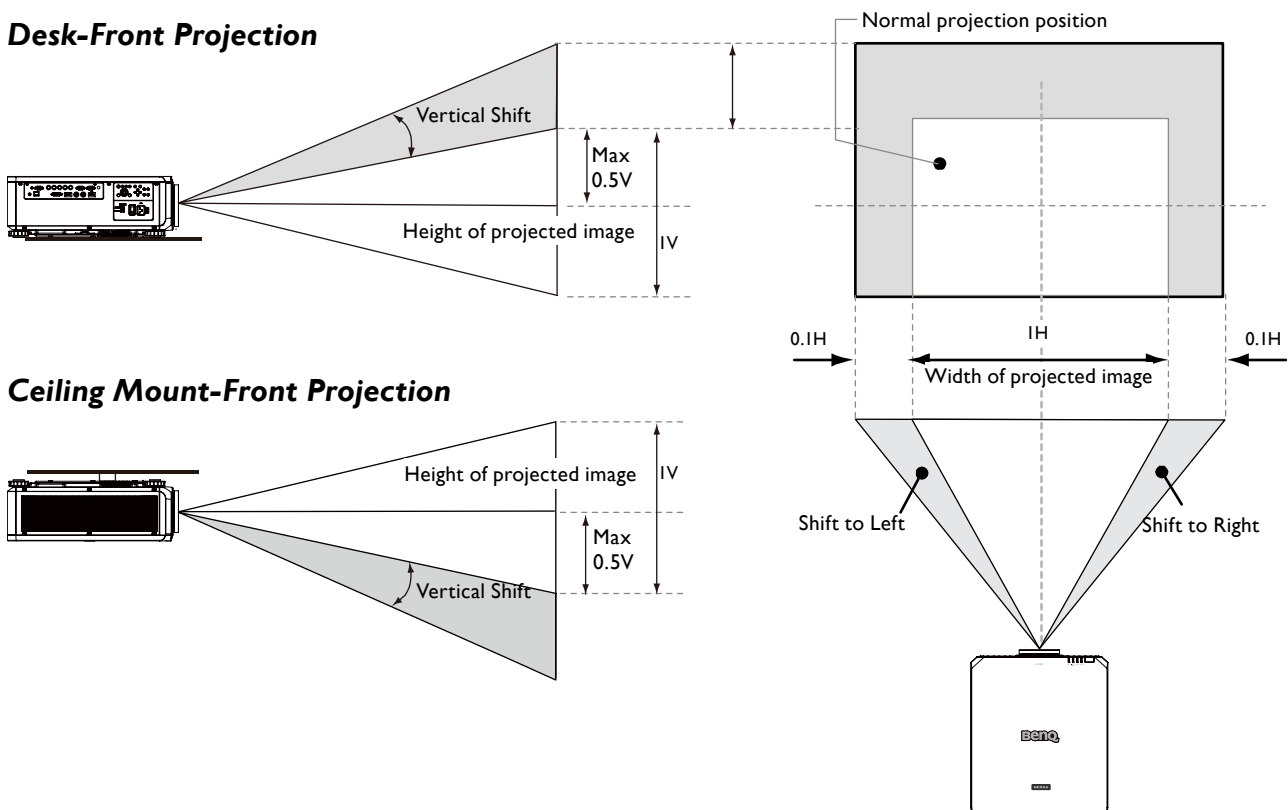 Desk-Front Projection
Normal projection position
Vertical Shift
Max
0.5V
Height of projected image
1V
0.1H
1H
0.1H
Width of projected image
Ceiling Mount-Front Projection
Height of projected image
1V
Max
0.5V
Vertical Shift
Shift to Left
Shift to Right
BenQ